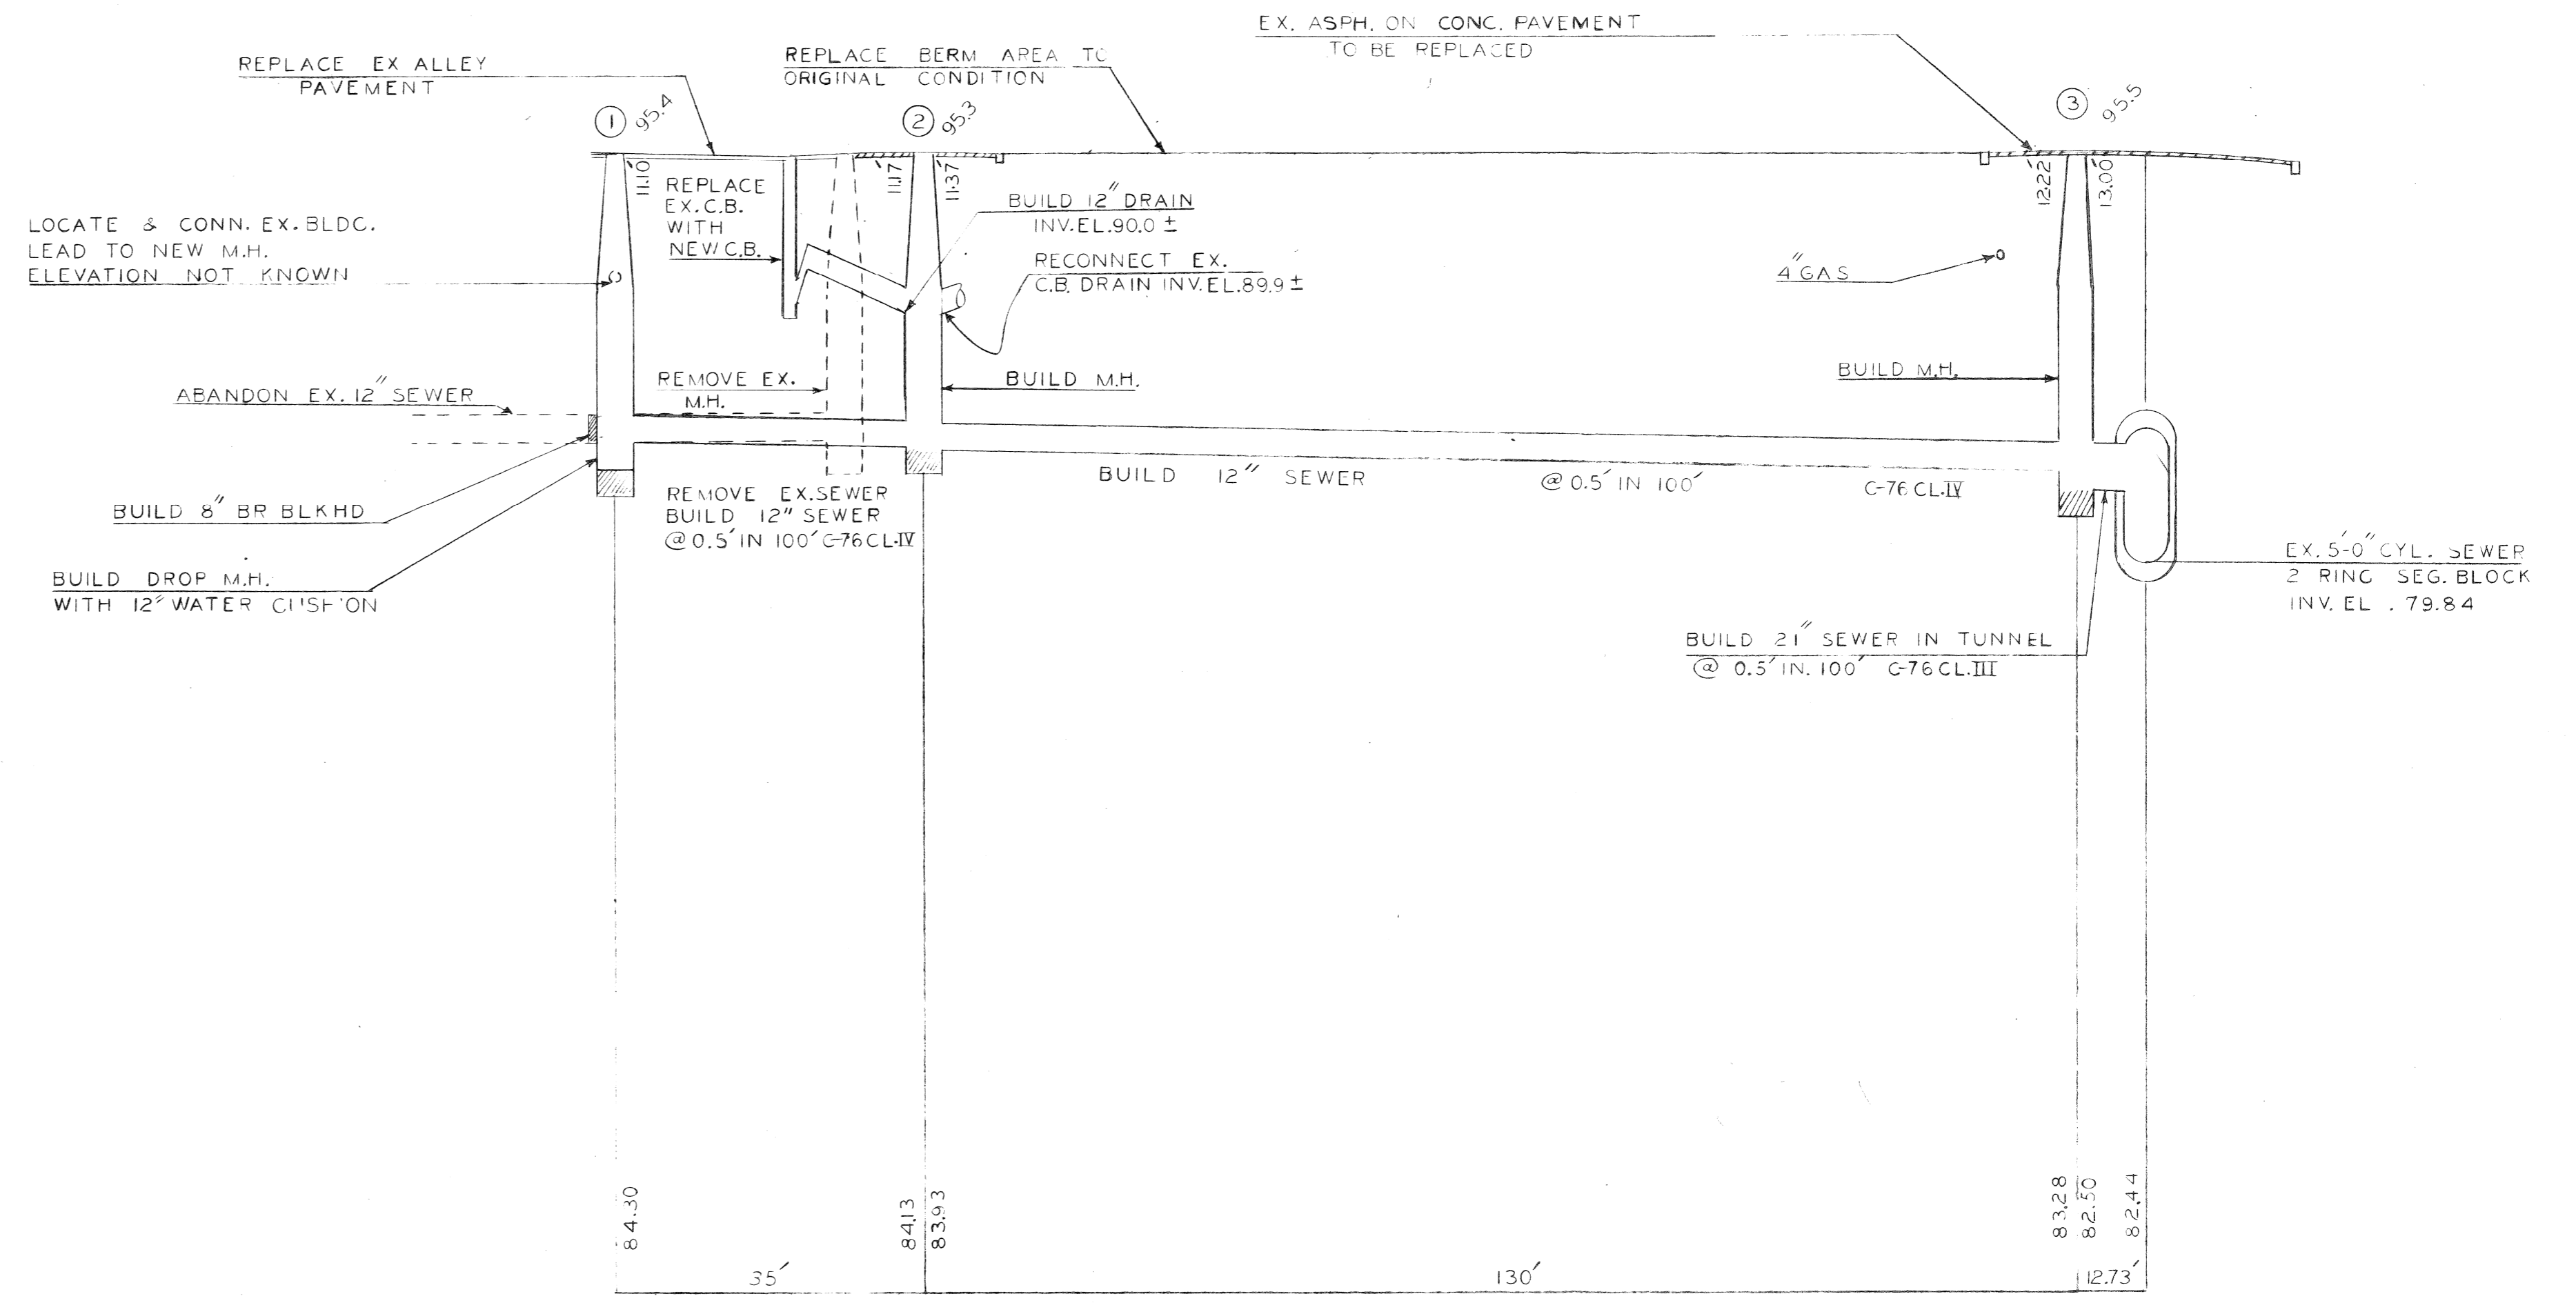 EX. ASPH. ON CONC. PAVEMENT
TO BE REPLACED
REPLACE EX ALLEY
PAVEMENT
REPLACE BERM AREA TO
ORIGINAL CONDITION
1 95.4
2 95.3
3 95.5
11.10
11.17
11.37
12.22
13.00
REPLACE
EX. C.B.
WITH
NEW C.B.
BUILD 12" DRAIN
INV. EL. 90.0 ±
RECONNECT EX.
C.B. DRAIN INV. EL. 89.9 ±
LOCATE & CONN. EX. BLDG.
LEAD TO NEW M.H.
ELEVATION NOT KNOWN
4" GAS
REMOVE EX.
M.H.
BUILD M.H.
BUILD M.H.
ABANDON EX. 12" SEWER
BUILD 12" SEWER @ 0.5' IN 100' C-76 CL. IV
REMOVE EX. SEWER
BUILD 12" SEWER
@ 0.5' IN 100' C-76 CL. IV
BUILD 8" BR BLKHD
BUILD DROP M.H.
WITH 12" WATER CUSHION
EX. 5'-0" CYL. SEWER
2 RING SEG. BLOCK
INV. EL. 79.84
BUILD 21" SEWER IN TUNNEL
@ 0.5' IN. 100' C-76 CL. III
84.30
84.13
83.93
83.28
82.50
82.44
35' 130' 12.73'